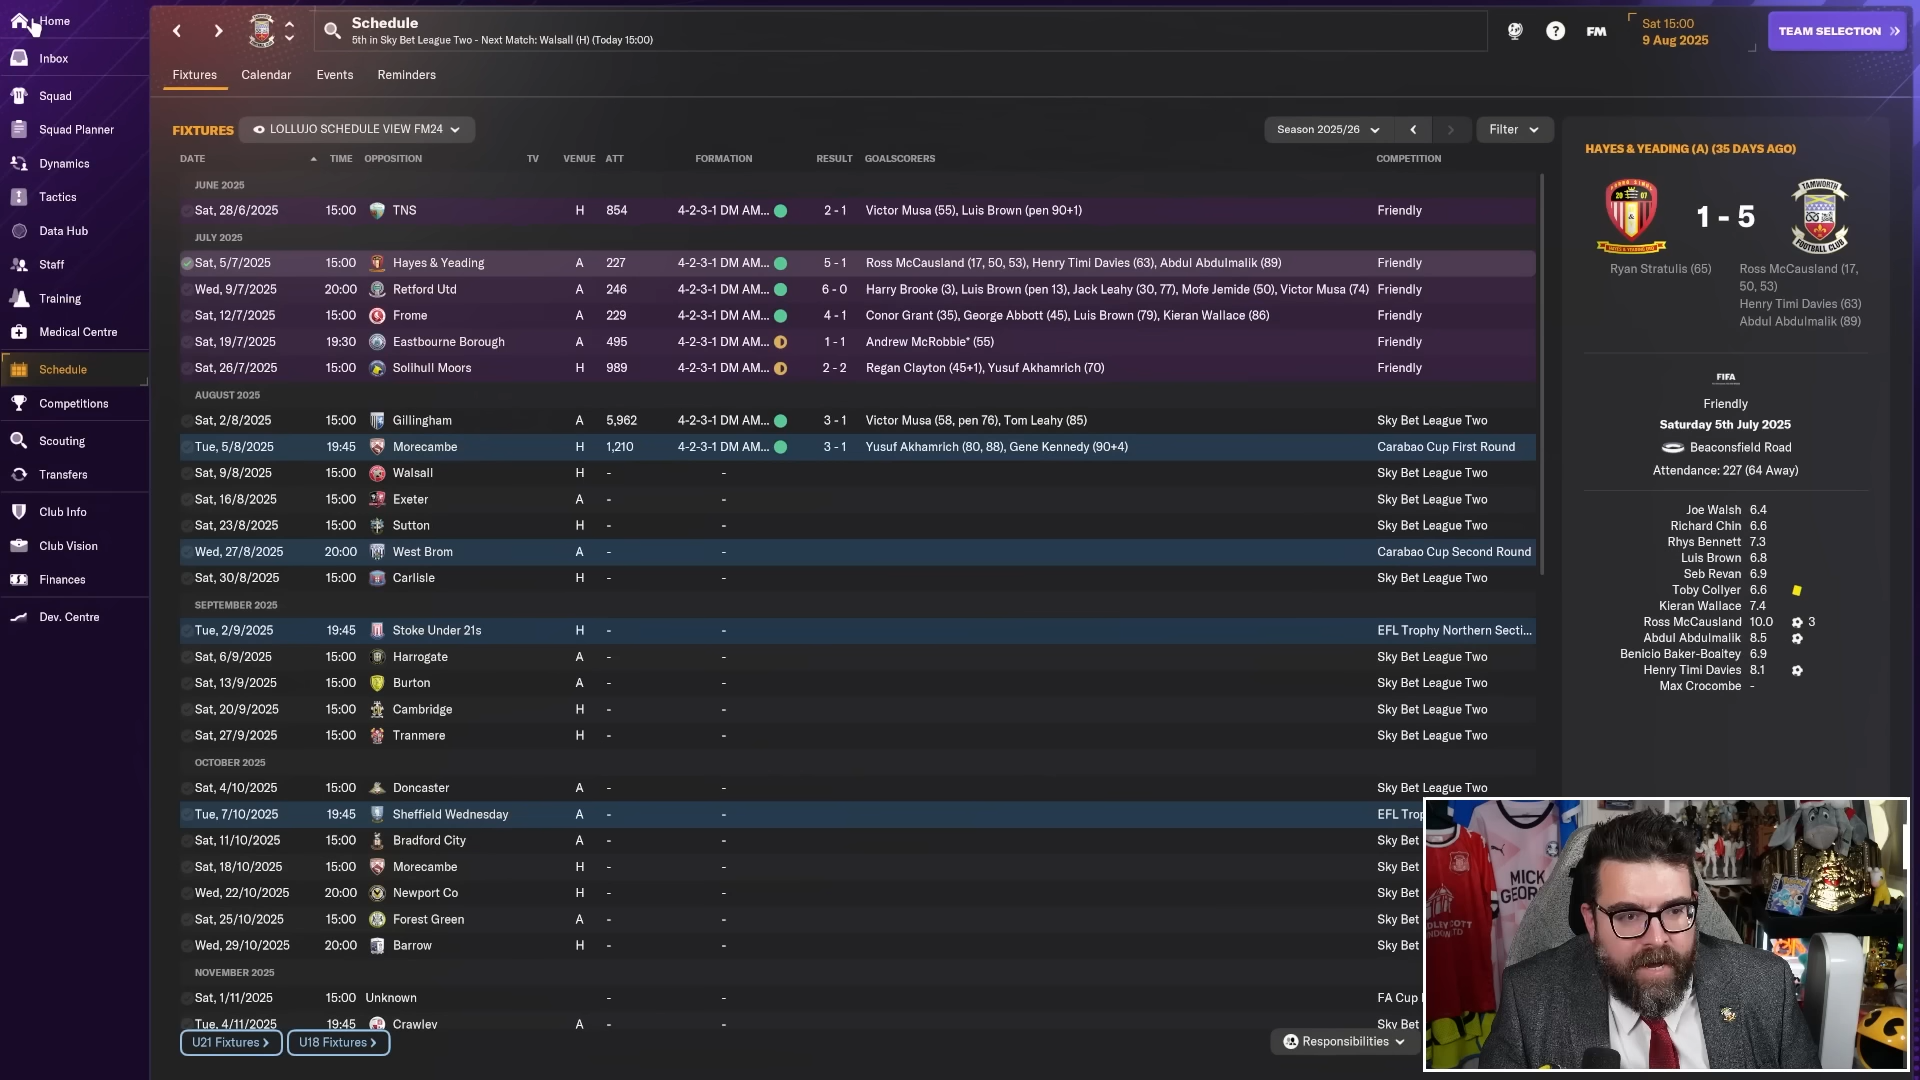 Home
Inbox
Squad
Squad Planner
Dynamics
Tactics
Data Hub
Staff
Training
Medical Centre
Schedule
Competitions
Scouting
Transfers
Club Info
Club Vision
Finances
Dev. Centre
Schedule
5th in Sky Bet League Two - Next Match: Walsall (H) (Today 15:00)
FM
Sat 15:00
9 Aug 2025
TEAM SELECTION
Fixtures Calendar Events Reminders
FIXTURES LOLLUJO SCHEDULE VIEW FM24 Season 2025/26 Filter
DATE TIME OPPOSITION TV VENUE ATT FORMATION RESULT GOALSCORERS COMPETITION
JUNE 2025
Sat, 28/6/2025 15:00 TNS H 854 4-2-3-1 DM AM... 2 - 1 Victor Musa (55), Luis Brown (pen 90+1) Friendly
JULY 2025
Sat, 5/7/2025 15:00 Hayes & Yeading A 227 4-2-3-1 DM AM... 5 - 1 Ross McCausland (17, 50, 53), Henry Timi Davies (63), Abdul Abdulmalik (89) Friendly
Wed, 9/7/2025 20:00 Retford Utd A 246 4-2-3-1 DM AM... 6 - 0 Harry Brooke (3), Luis Brown (pen 13), Jack Leahy (30, 77), Mofe Jemide (50), Victor Musa (74) Friendly
Sat, 12/7/2025 15:00 Frome A 229 4-2-3-1 DM AM... 4 - 1 Conor Grant (35), George Abbott (45), Luis Brown (79), Kieran Wallace (86) Friendly
Sat, 19/7/2025 19:30 Eastbourne Borough A 495 4-2-3-1 DM AM... 1 - 1 Andrew McRobbie* (55) Friendly
Sat, 26/7/2025 15:00 Solihull Moors H 989 4-2-3-1 DM AM... 2 - 2 Regan Clayton (45+1), Yusuf Akhamrich (70) Friendly
AUGUST 2025
Sat, 2/8/2025 15:00 Gillingham A 5,962 4-2-3-1 DM AM... 3 - 1 Victor Musa (58, pen 76), Tom Leahy (85) Sky Bet League Two
Tue, 5/8/2025 19:45 Morecambe H 1,210 4-2-3-1 DM AM... 3 - 1 Yusuf Akhamrich (80, 88), Gene Kennedy (90+4) Carabao Cup First Round
Sat, 9/8/2025 15:00 Walsall H - - Sky Bet League Two
Sat, 16/8/2025 15:00 Exeter A - - Sky Bet League Two
Sat, 23/8/2025 15:00 Sutton H - - Sky Bet League Two
Wed, 27/8/2025 20:00 West Brom A - - Carabao Cup Second Round
Sat, 30/8/2025 15:00 Carlisle H - - Sky Bet League Two
SEPTEMBER 2025
Tue, 2/9/2025 19:45 Stoke Under 21s H - - EFL Trophy Northern Secti...
Sat, 6/9/2025 15:00 Harrogate A - - Sky Bet League Two
Sat, 13/9/2025 15:00 Burton A - - Sky Bet League Two
Sat, 20/9/2025 15:00 Cambridge H - - Sky Bet League Two
Sat, 27/9/2025 15:00 Tranmere H - - Sky Bet League Two
OCTOBER 2025
Sat, 4/10/2025 15:00 Doncaster A - - Sky Bet League Two
Tue, 7/10/2025 19:45 Sheffield Wednesday A - - EFL Trop
Sat, 11/10/2025 15:00 Bradford City A - - Sky Bet
Sat, 18/10/2025 15:00 Morecambe H - - Sky Bet
Wed, 22/10/2025 20:00 Newport Co H - - Sky Bet
Sat, 25/10/2025 15:00 Forest Green A - - Sky Bet
Wed, 29/10/2025 20:00 Barrow H - - Sky Bet
NOVEMBER 2025
Sat, 1/11/2025 15:00 Unknown - - FA Cup
Tue, 4/11/2025 19:45 Crawley A - - Sky Bet
U21 Fixtures U18 Fixtures Responsibilities
HAYES & YEADING (A) (35 DAYS AGO)
1 - 5
TAMWORTH
FOOTBALL CLUB
Ryan Stratulis (65)
Ross McCausland (17, 50, 53)
Henry Timi Davies (63)
Abdul Abdulmalik (89)
FIFA
Friendly
Saturday 5th July 2025
Beaconsfield Road
Attendance: 227 (64 Away)
Joe Walsh 6.4
Richard Chin 6.6
Rhys Bennett 7.3
Luis Brown 6.8
Seb Revan 6.9
Toby Collyer 6.6
Kieran Wallace 7.4
Ross McCausland 10.0 3
Abdul Abdulmalik 8.5
Benicio Baker-Boaitey 6.9
Henry Timi Davies 8.1
Max Crocombe -
MICK
GEORG